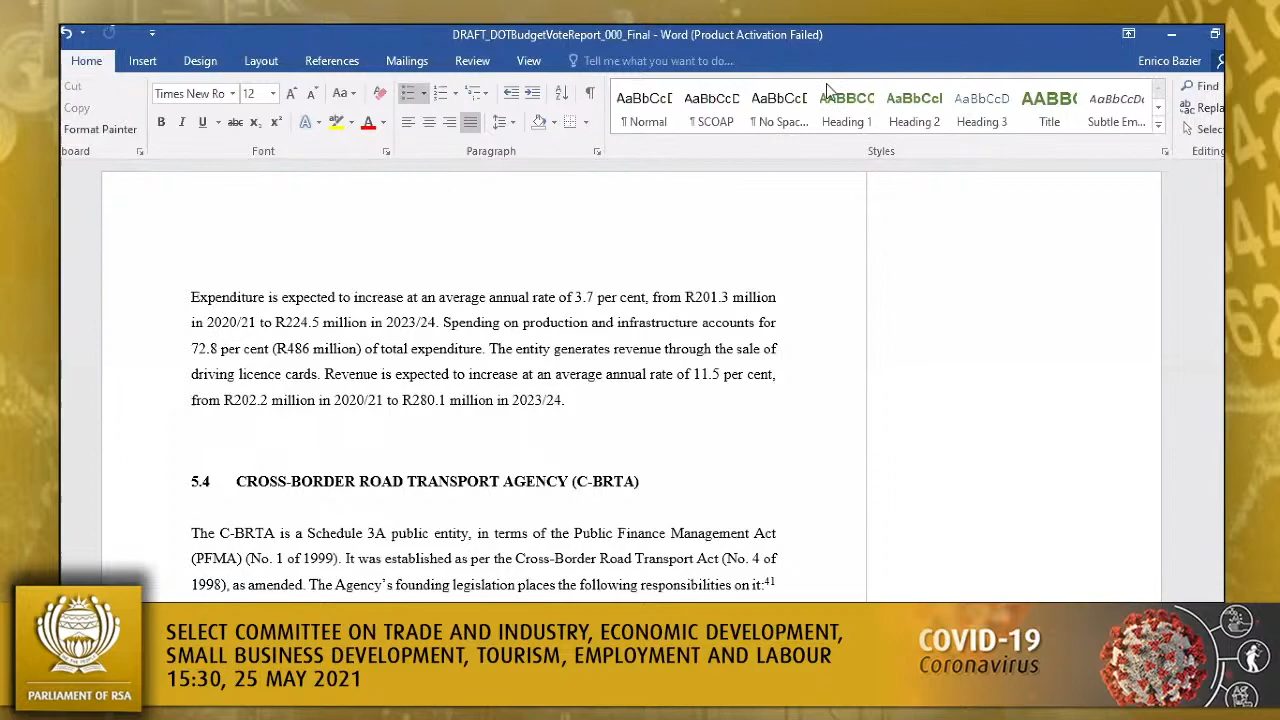 DRAFT_DOTBudgetVoteReport_000_Final - Word (Product Activation Failed)
Home Insert Design Layout References Mailings Review View Tell me what you want to do... Enrico Bazier
Cut
Copy
Format Painter
board
Times New Ro 12 Aa
B I U abc x₂ x² A A
Font
Paragraph
AaBbCcI AaBbCc AaBbCcI AABBCC AaBbCcI AaBbCcD AABB AaBbCcDc
¶ Normal ¶ SCOAP ¶ No Spac... Heading 1 Heading 2 Heading 3 Title Subtle Em...
Styles
Find
Repla
Select
Editing
Expenditure is expected to increase at an average annual rate of 3.7 per cent, from R201.3 million
in 2020/21 to R224.5 million in 2023/24. Spending on production and infrastructure accounts for
72.8 per cent (R486 million) of total expenditure. The entity generates revenue through the sale of
driving licence cards. Revenue is expected to increase at an average annual rate of 11.5 per cent,
from R202.2 million in 2020/21 to R280.1 million in 2023/24.
5.4 CROSS-BORDER ROAD TRANSPORT AGENCY (C-BRTA)
The C-BRTA is a Schedule 3A public entity, in terms of the Public Finance Management Act
(PFMA) (No. 1 of 1999). It was established as per the Cross-Border Road Transport Act (No. 4 of
1998), as amended. The Agency's founding legislation places the following responsibilities on it:⁴¹
PARLIAMENT OF RSA
SELECT COMMITTEE ON TRADE AND INDUSTRY, ECONOMIC DEVELOPMENT,
SMALL BUSINESS DEVELOPMENT, TOURISM, EMPLOYMENT AND LABOUR
15:30, 25 MAY 2021
COVID-19
Coronavirus